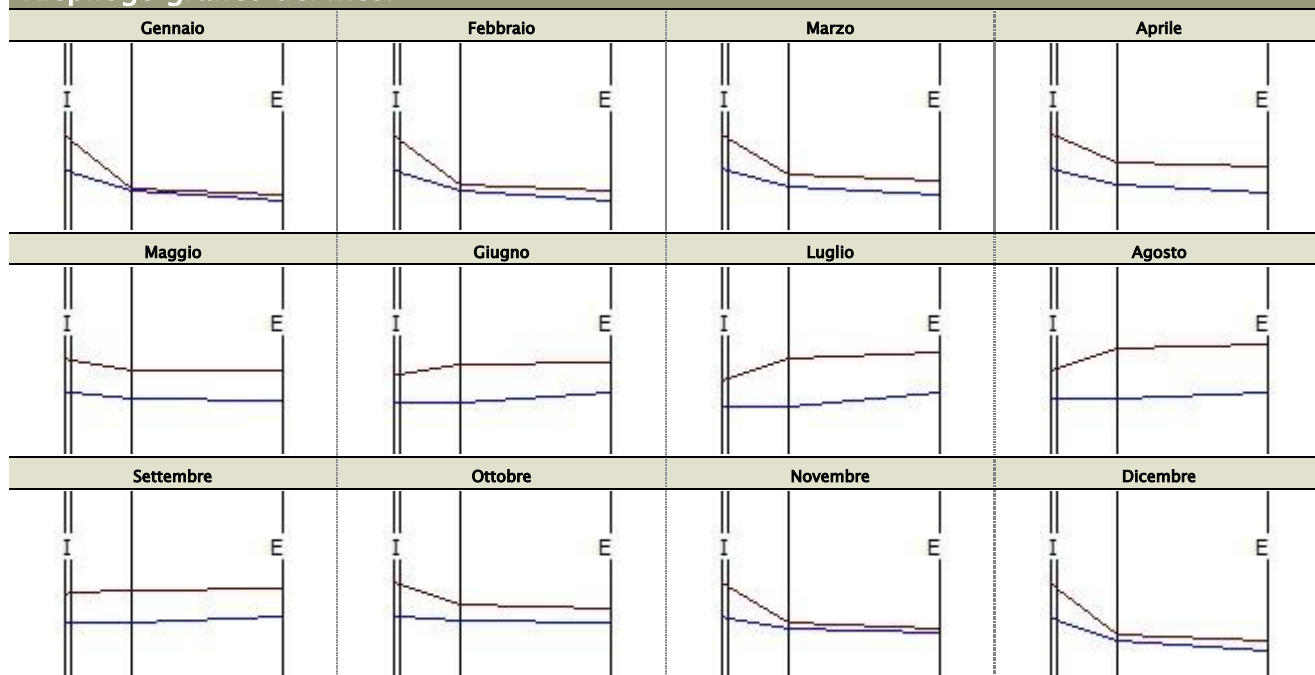 Gennaio Febbraio Marzo Aprile
I E I E I E I E
Maggio Giugno Luglio Agosto
I E I E I E I E
Settembre Ottobre Novembre Dicembre
I E I E I E I E